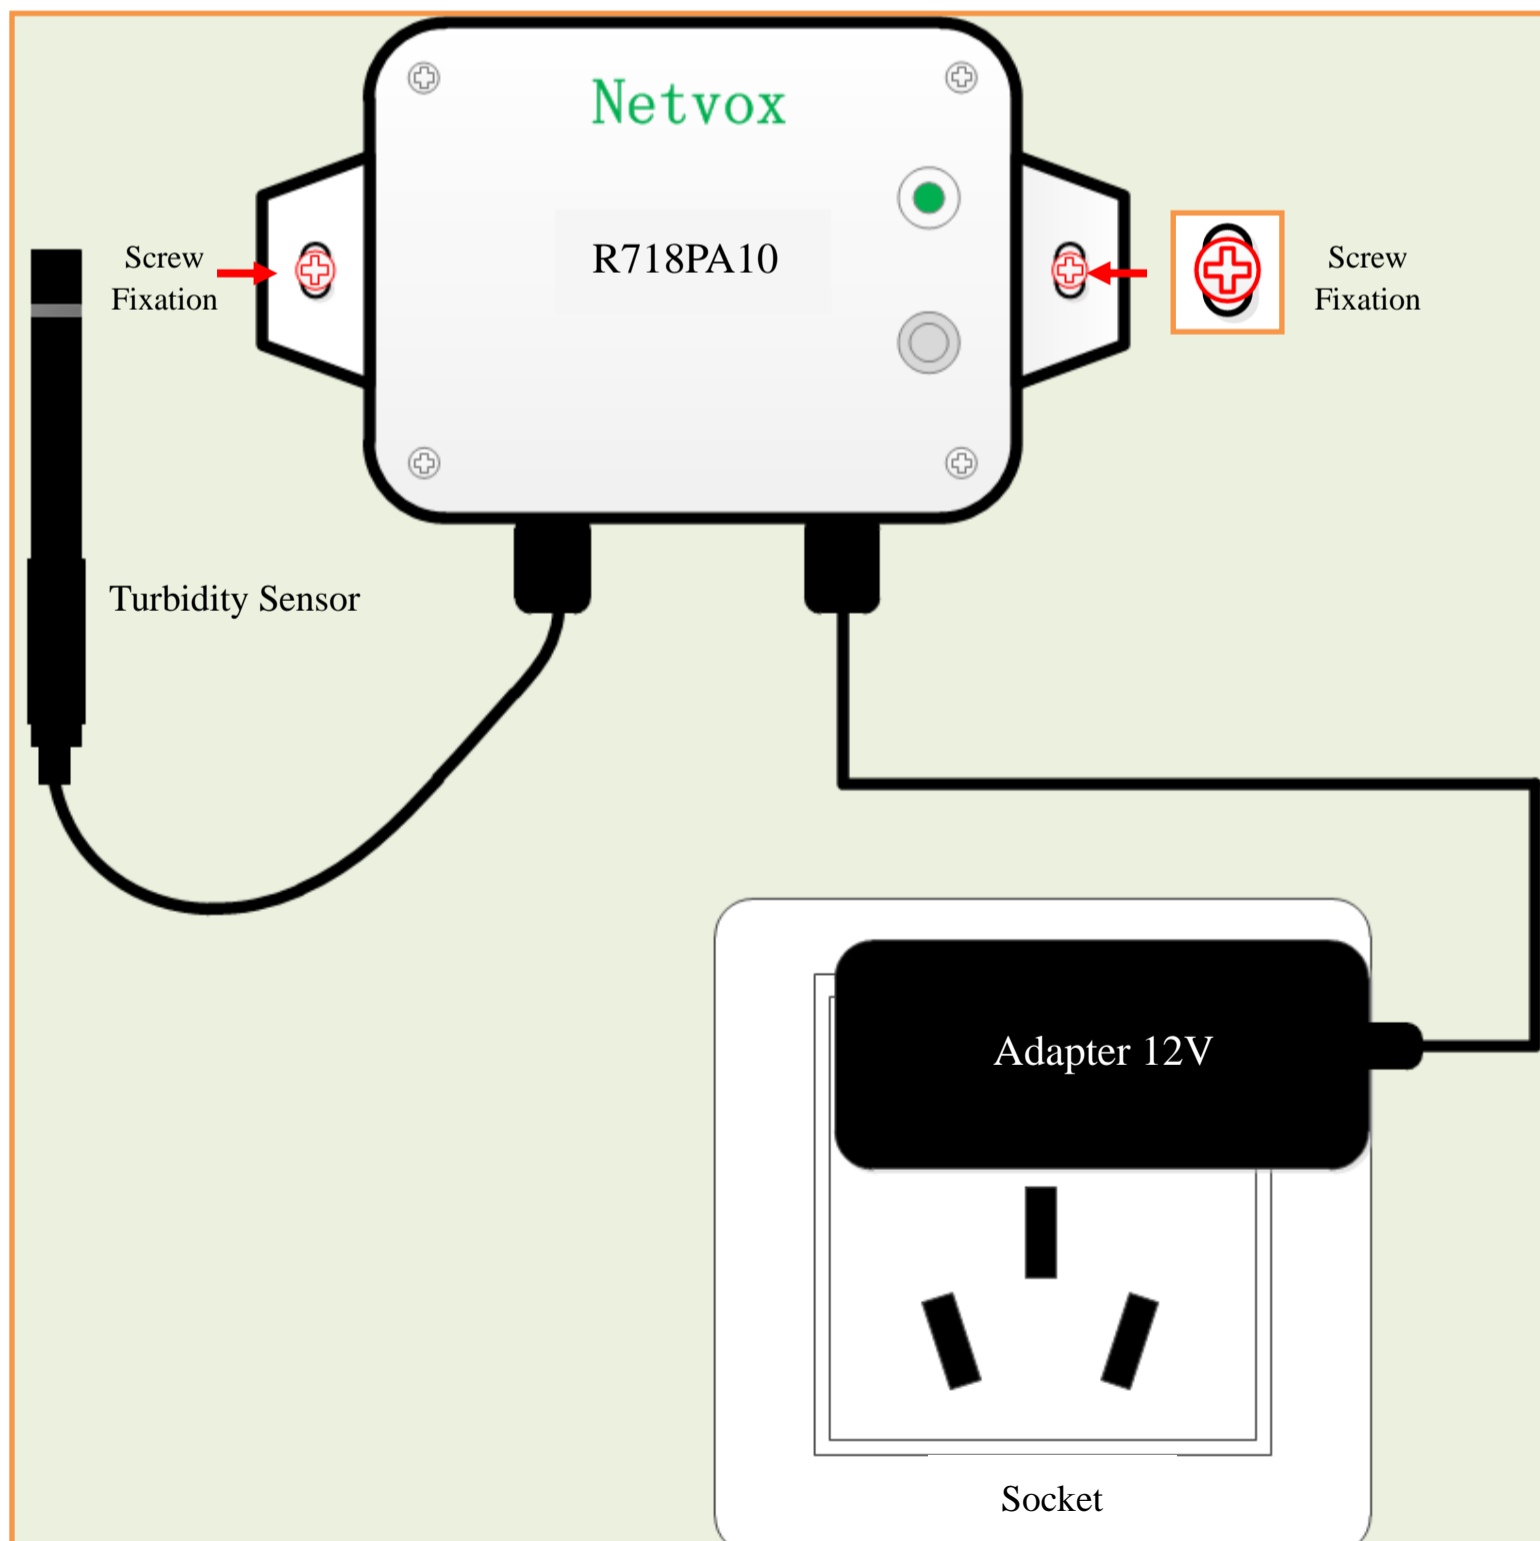 Netvox
R718PA10
Screw
Fixation
Screw
Fixation
Turbidity Sensor
Adapter 12V
Socket